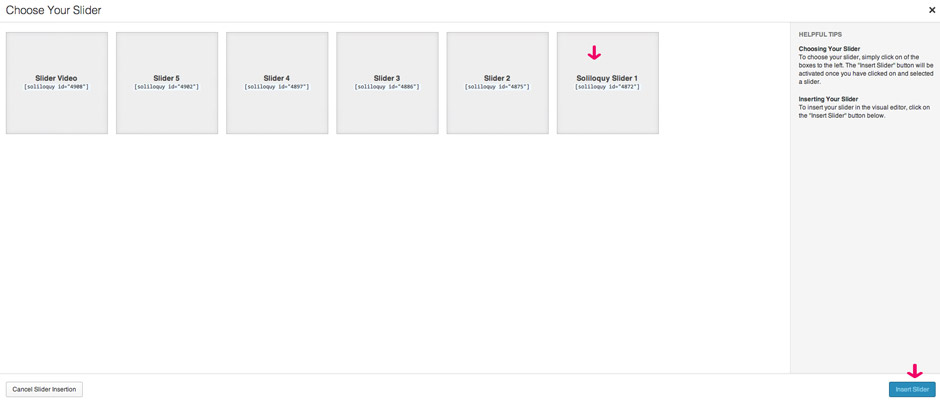 Choose Your Slider
Slider Video
[soliloquy id="4908"]
Slider 5
[soliloquy id="4902"]
Slider 4
[soliloquy id="4897"]
Slider 3
[soliloquy id="4886"]
Slider 2
[soliloquy id="4875"]
Soliloquy Slider 1
[soliloquy id="4872"]
HELPFUL TIPS
Choosing Your Slider
To choose your slider, simply click on of the
boxes to the left. The "Insert Slider" button will be
activated once you have clicked on and selected
a slider.
Inserting Your Slider
To insert your slider in the visual editor, click on
the "Insert Slider" button below.
Cancel Slider Insertion
Insert Slider